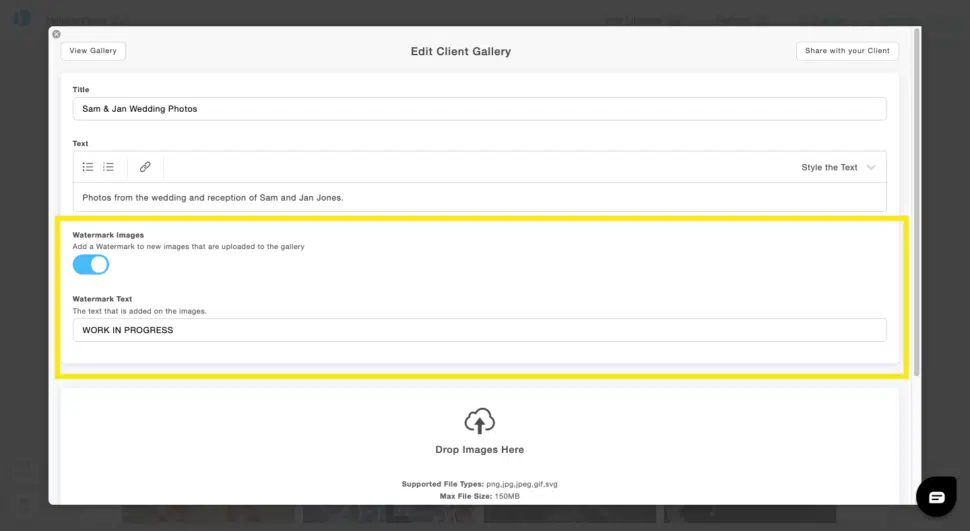 View Gallery
Edit Client Gallery
Share with your Client
Title
Sam & Jan Wedding Photos
Text
Style the Text
Photos from the wedding and reception of Sam and Jan Jones.
Watermark Images
Add a Watermark to new images that are uploaded to the gallery
Watermark Text
The text that is added on the images.
WORK IN PROGRESS
Drop Images Here
Supported File Types: png,jpg,jpeg,gif,svg
Max File Size: 150MB